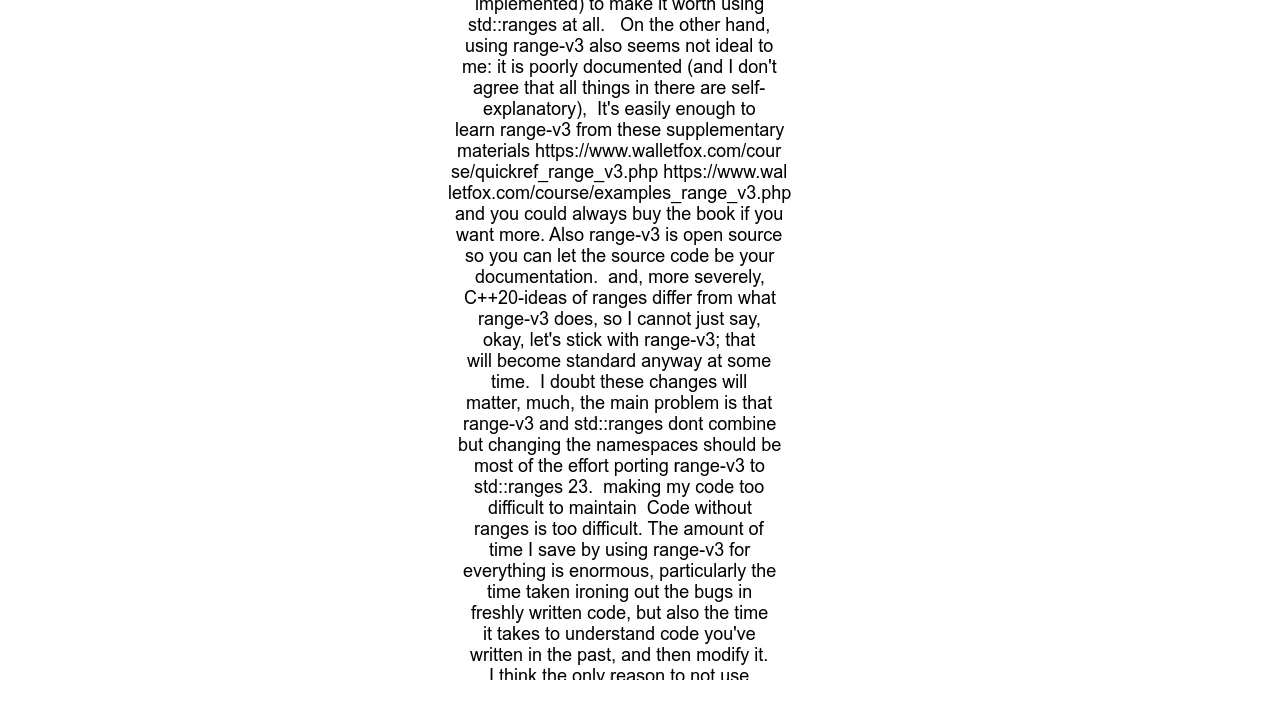 implemented) to make it worth using
std::ranges at all.   On the other hand,
using range-v3 also seems not ideal to
me: it is poorly documented (and I don't
agree that all things in there are self-
explanatory),  It's easily enough to
learn range-v3 from these supplementary
materials https://www.walletfox.com/cour
se/quickref_range_v3.php https://www.wal
letfox.com/course/examples_range_v3.php
and you could always buy the book if you
want more. Also range-v3 is open source
so you can let the source code be your
documentation.  and, more severely,
C++20-ideas of ranges differ from what
range-v3 does, so I cannot just say,
okay, let's stick with range-v3; that
will become standard anyway at some
time.  I doubt these changes will
matter, much, the main problem is that
range-v3 and std::ranges dont combine
but changing the namespaces should be
most of the effort porting range-v3 to
std::ranges 23.  making my code too
difficult to maintain  Code without
ranges is too difficult. The amount of
time I save by using range-v3 for
everything is enormous, particularly the
time taken ironing out the bugs in
freshly written code, but also the time
it takes to understand code you've
written in the past, and then modify it.
I think the only reason to not use